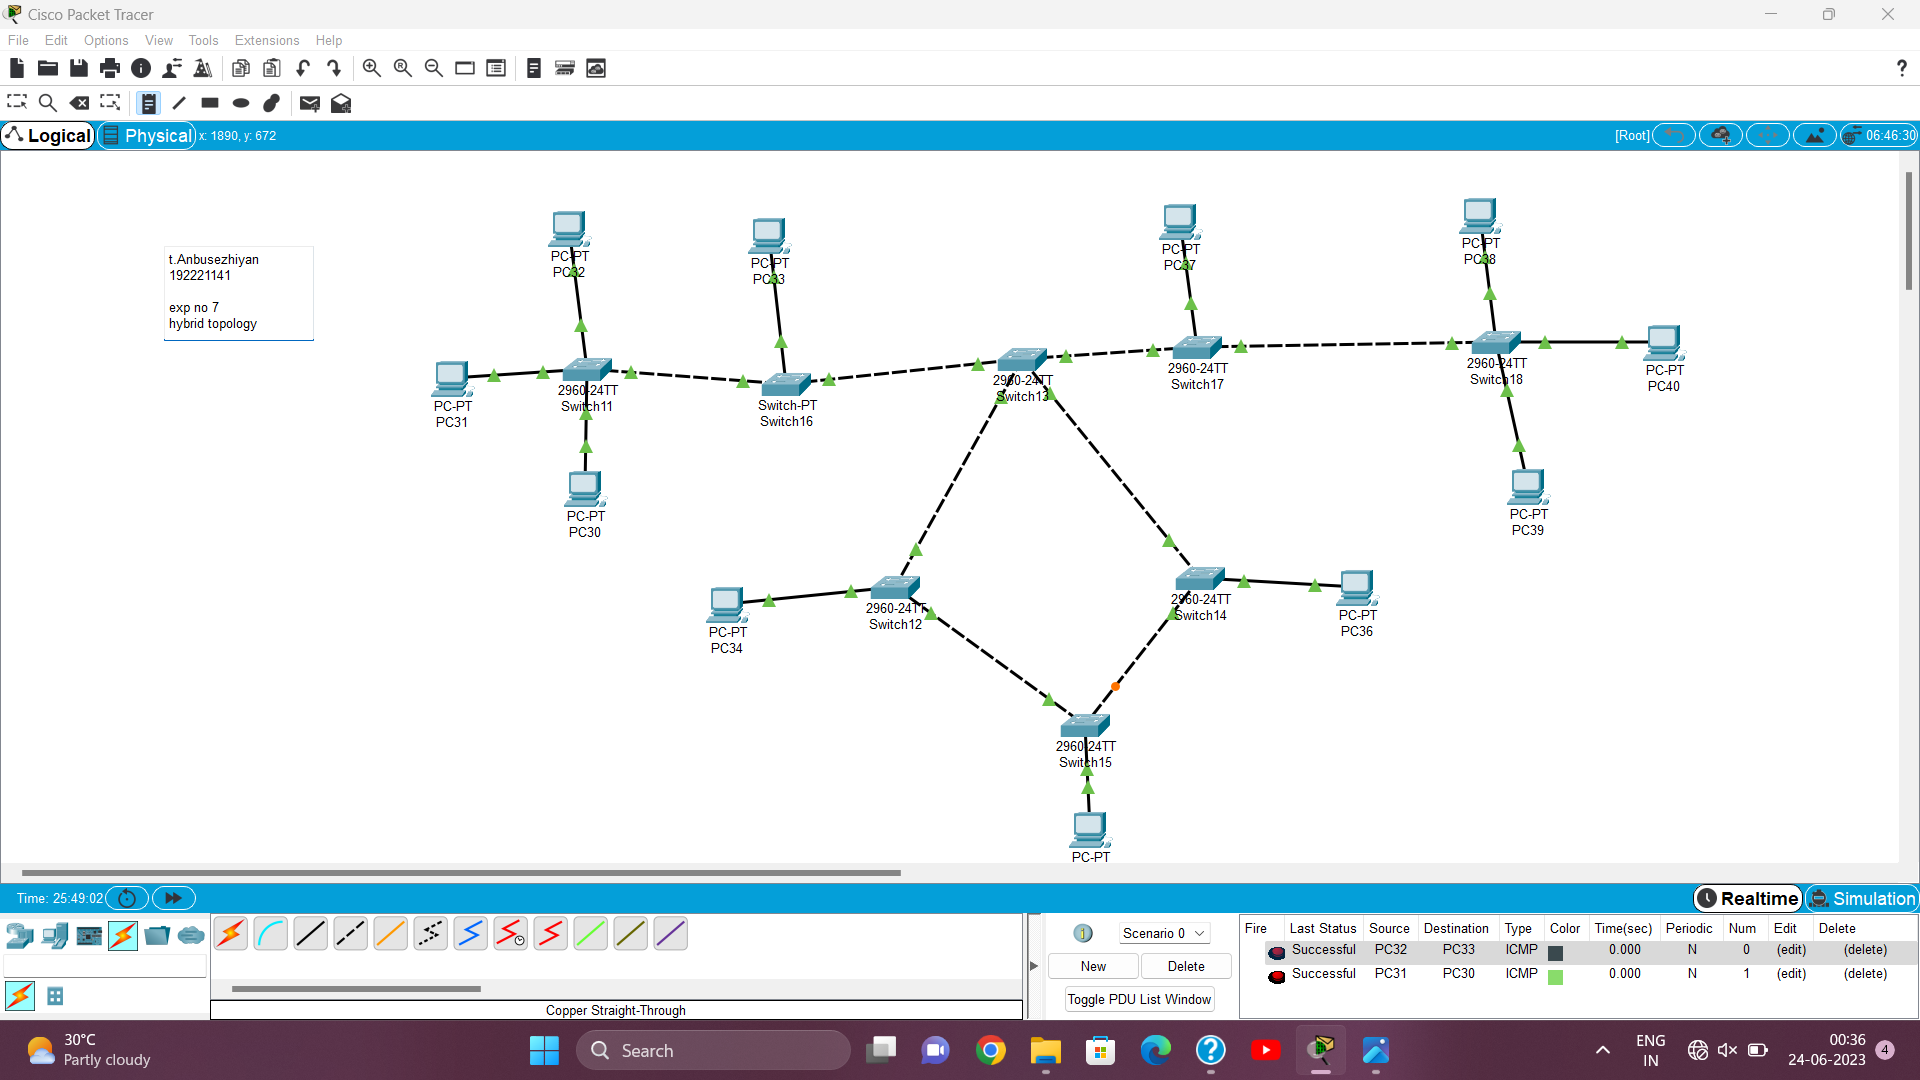 Cisco Packet Tracer
File Edit Options View Tools Extensions Help
?
Logical Physical x: 1890, y: 672 [Root] 06:46:30
t.Anbusezhiyan
192221141
exp no 7
hybrid topology
PC-PT
PC32
PC-PT
PC33
PC-PT
PC37
PC-PT
PC38
PC-PT
PC31
2960-24TT
Switch11
Switch-PT
Switch16
2960-24TT
Switch13
2960-24TT
Switch17
2960-24TT
Switch18
PC-PT
PC40
PC-PT
PC30
PC-PT
PC39
PC-PT
PC34
2960-24TT
Switch12
2960-24TT
Switch14
PC-PT
PC36
2960-24TT
Switch15
PC-PT
Time: 25:49:02 Realtime Simulation
Scenario 0
New Delete
Toggle PDU List Window
Fire Last Status Source Destination Type Color Time(sec) Periodic Num Edit Delete
Successful PC32 PC33 ICMP 0.000 N 0 (edit) (delete)
Successful PC31 PC30 ICMP 0.000 N 1 (edit) (delete)
Copper Straight-Through
30°C
Partly cloudy
Search
ENG
IN
00:36
24-06-2023
4